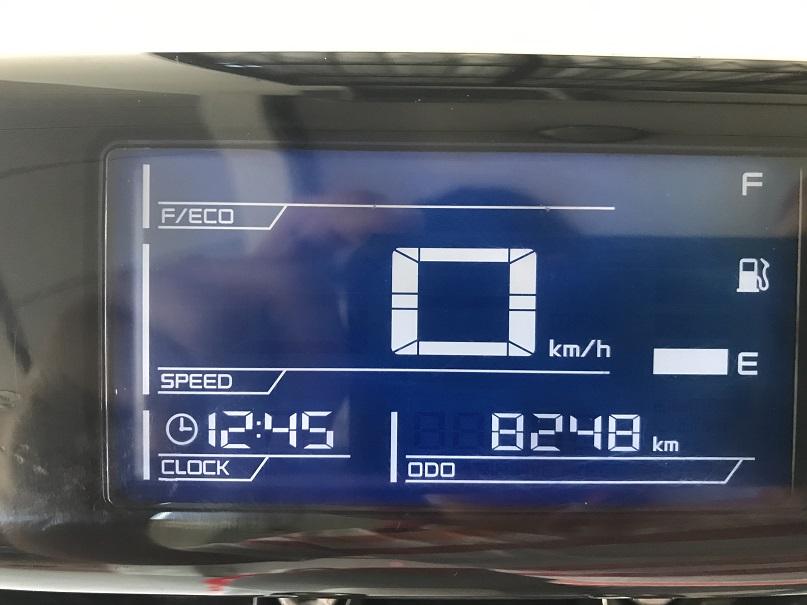 F
F/ECO
0 km/h
E
SPEED
12:45
8248 km
CLOCK
ODO